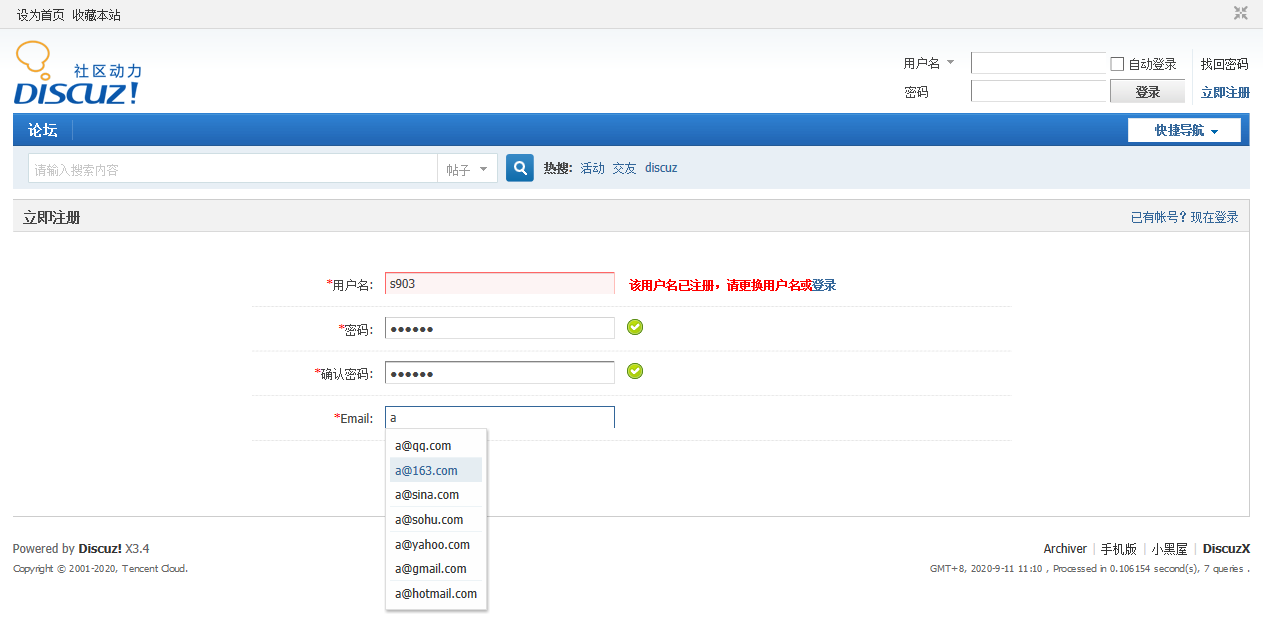 设为首页 收藏本站
社区动力
DISCUZ!
用户名 自动登录 找回密码
密码 登录 立即注册
论坛 快捷导航
请输入搜索内容 帖子 热搜: 活动 交友 discuz
立即注册 已有帐号? 现在登录
*用户名: s903 该用户名已注册，请更换用户名或登录
*密码: ●●●●●●
*确认密码: ●●●●●●
*Email: a
a@qq.com
a@163.com
a@sina.com
a@sohu.com
a@yahoo.com
a@gmail.com
a@hotmail.com
Powered by Discuz! X3.4 Archiver | 手机版 | 小黑屋 | DiscuzX
Copyright © 2001-2020, Tencent Cloud. GMT+8, 2020-9-11 11:10 , Processed in 0.106154 second(s), 7 queries .